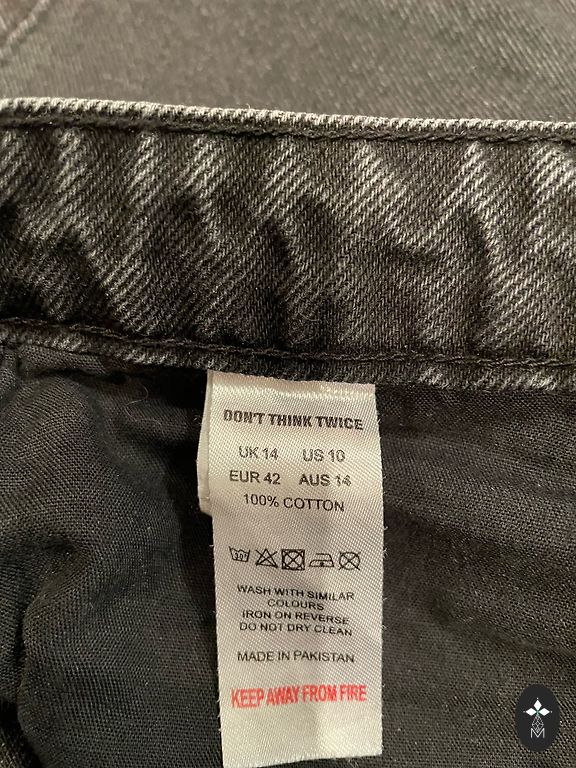 DON'T THINK TWICE
UK 14 US 10
EUR 42 AUS 14
100% COTTON
30
WASH WITH SIMILAR
COLOURS
IRON ON REVERSE
DO NOT DRY CLEAN
MADE IN PAKISTAN
KEEP AWAY FROM FIRE
M